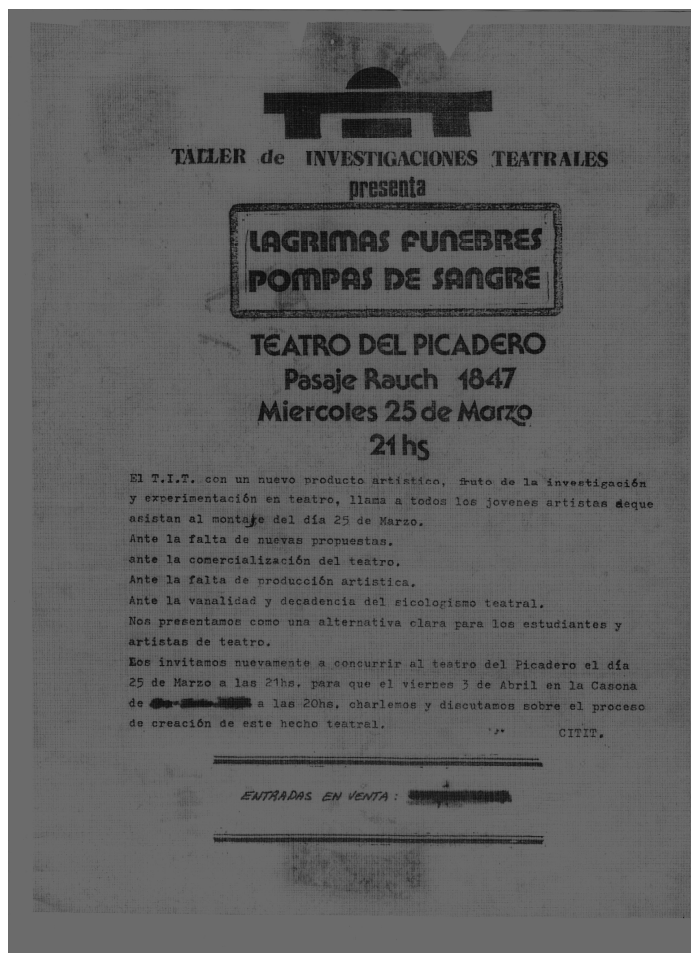 TALLER de INVESTIGACIONES TEATRALES
presenta
LAGRIMAS FUNEBRES
POMPAS DE SANGRE
TEATRO DEL PICADERO
Pasaje Rauch 1847
Miercoles 25 de Marzo
21 hs
El T.I.T. con un nuevo producto artistico, fruto de la investigación
y experimentación en teatro, llama a todos los jovenes artistas deque
asistan al montaje del día 25 de Marzo.
Ante la falta de nuevas propuestas.
ante la comercialización del teatro.
Ante la falta de producción artistica.
Ante la vanalidad y decadencia del sicologismo teatral.
Nos presentamos como una alternativa clara para los estudiantes y
artistas de teatro.
Los invitamos nuevamente a concurrir al teatro del Picadero el día
25 de Marzo a las 21hs. para que el viernes 3 de Abril en la Casona
de a las 20hs. charlemos y discutamos sobre el proceso
de creación de este hecho teatral.
CITIT.
ENTRADAS EN VENTA :